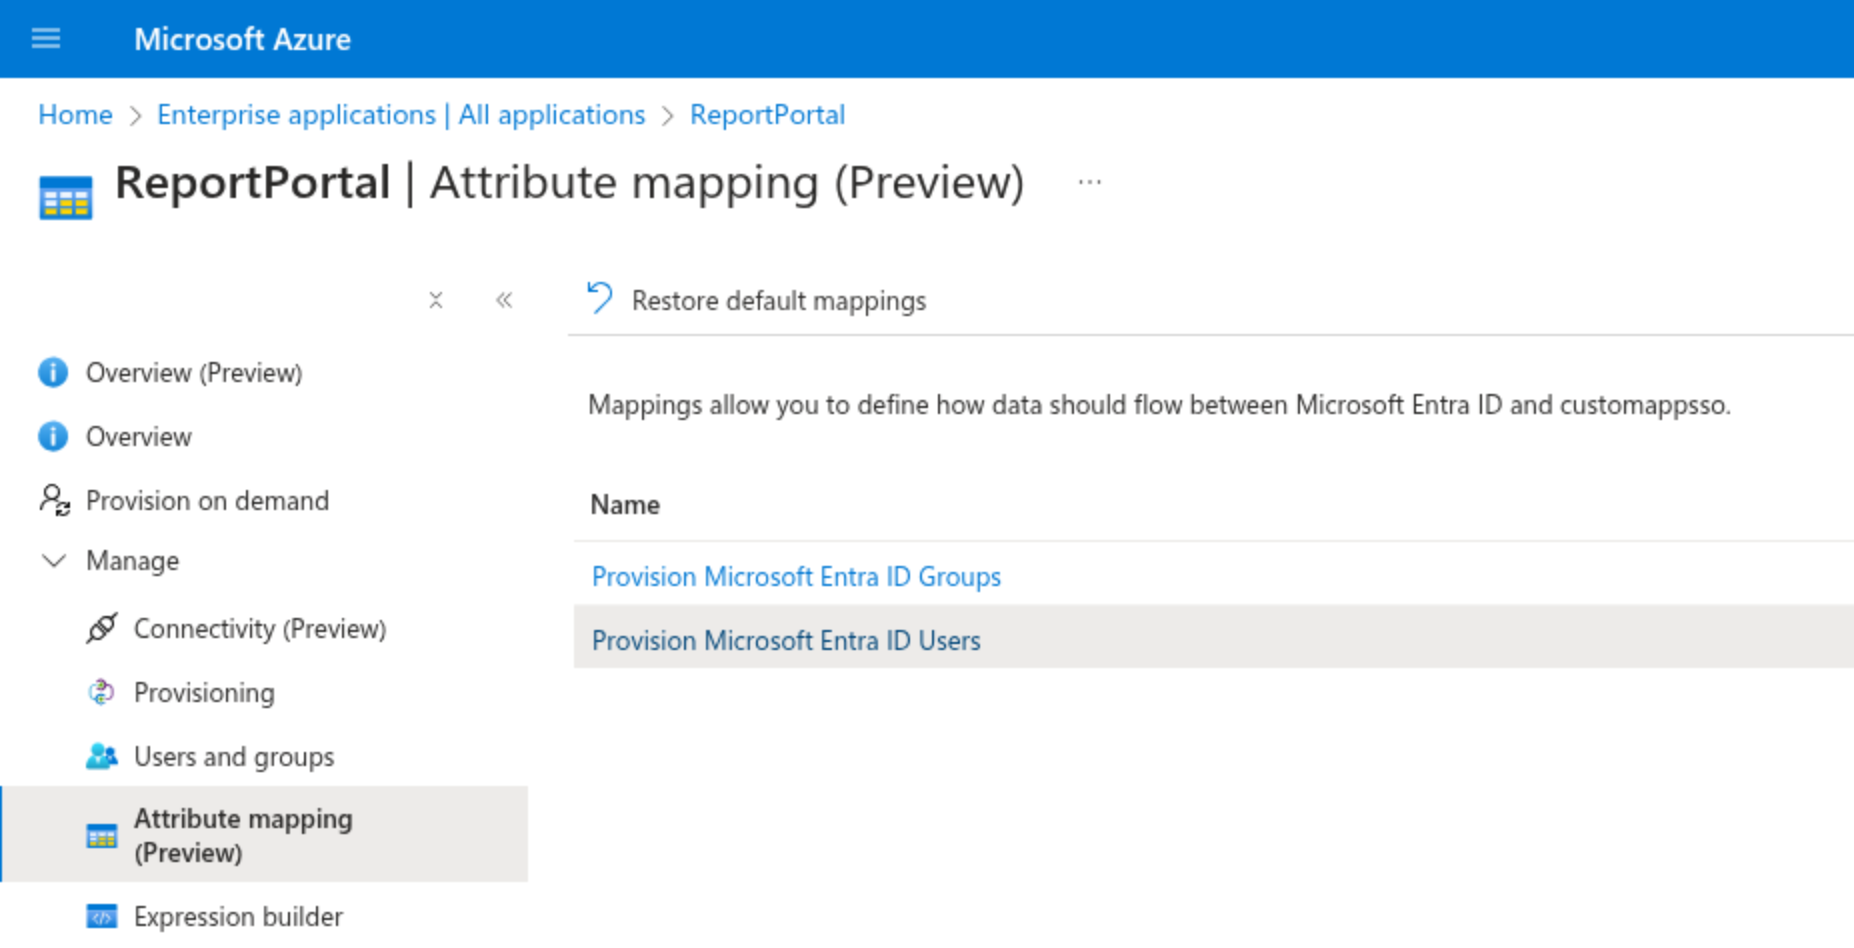 Microsoft Azure
Home > Enterprise applications | All applications > ReportPortal
ReportPortal | Attribute mapping (Preview) ...
Restore default mappings
Overview (Preview)
Overview
Provision on demand
Manage
Connectivity (Preview)
Provisioning
Users and groups
Attribute mapping
(Preview)
Expression builder
Mappings allow you to define how data should flow between Microsoft Entra ID and customappsso.
Name
Provision Microsoft Entra ID Groups
Provision Microsoft Entra ID Users